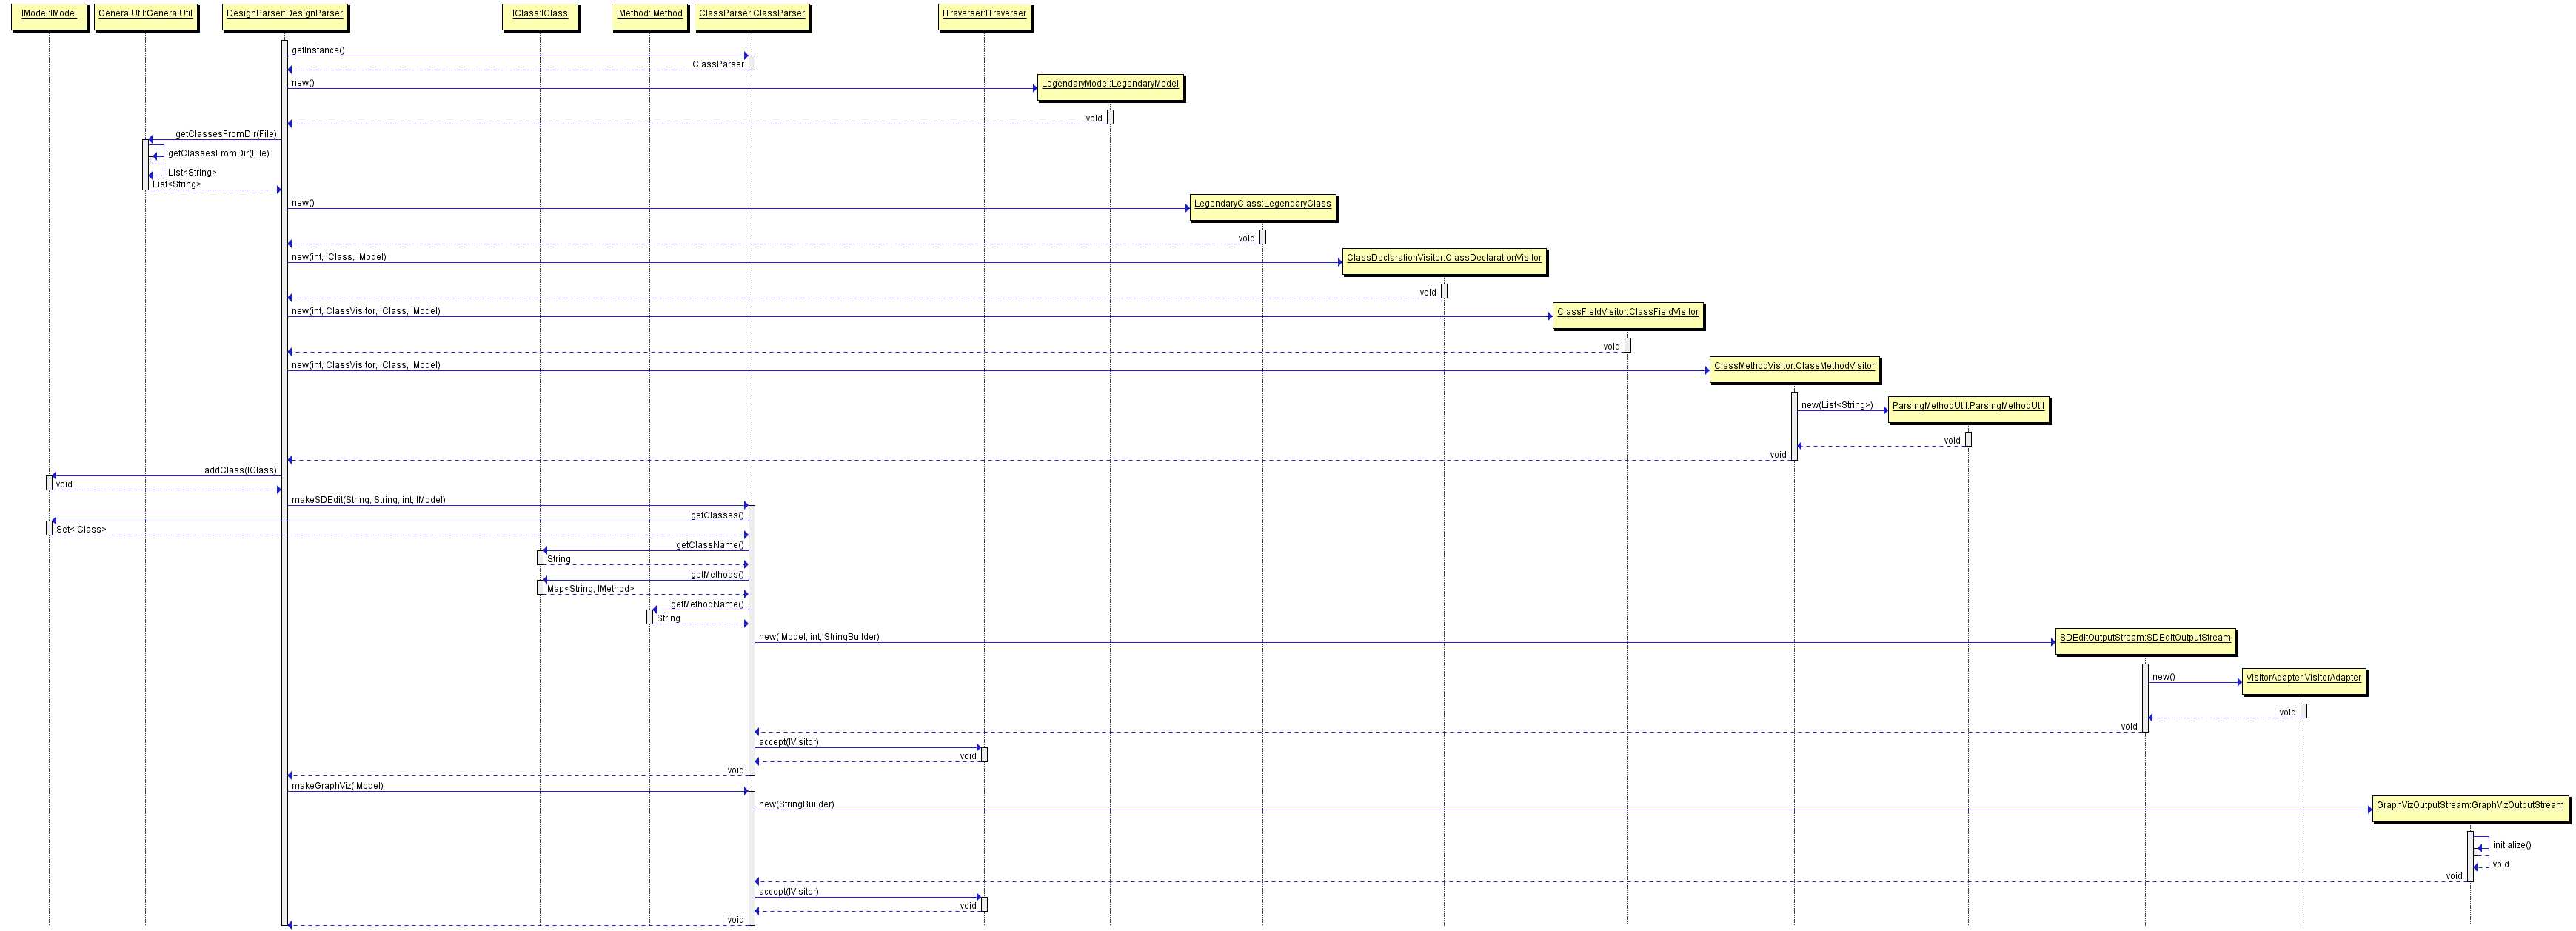 IModel:IModel
GeneralUtil:GeneralUtil
DesignParser:DesignParser
IClass:IClass
IMethod:IMethod
ClassParser:ClassParser
ITraverser:ITraverser
getInstance()
ClassParser
new()
LegendaryModel:LegendaryModel
void
getClassesFromDir(File)
getClassesFromDir(File)
List<String>
List<String>
new()
LegendaryClass:LegendaryClass
void
new(int, IClass, IModel)
ClassDeclarationVisitor:ClassDeclarationVisitor
void
new(int, ClassVisitor, IClass, IModel)
ClassFieldVisitor:ClassFieldVisitor
void
new(int, ClassVisitor, IClass, IModel)
ClassMethodVisitor:ClassMethodVisitor
new(List<String>)
ParsingMethodUtil:ParsingMethodUtil
void
void
addClass(IClass)
void
makeSDEdit(String, String, int, IModel)
getClasses()
Set<IClass>
getClassName()
String
getMethods()
Map<String, IMethod>
getMethodName()
String
new(IModel, int, StringBuilder)
SDEditOutputStream:SDEditOutputStream
new()
VisitorAdapter:VisitorAdapter
void
void
accept(IVisitor)
void
void
makeGraphViz(IModel)
new(StringBuilder)
GraphVizOutputStream:GraphVizOutputStream
initialize()
void
void
accept(IVisitor)
void
void